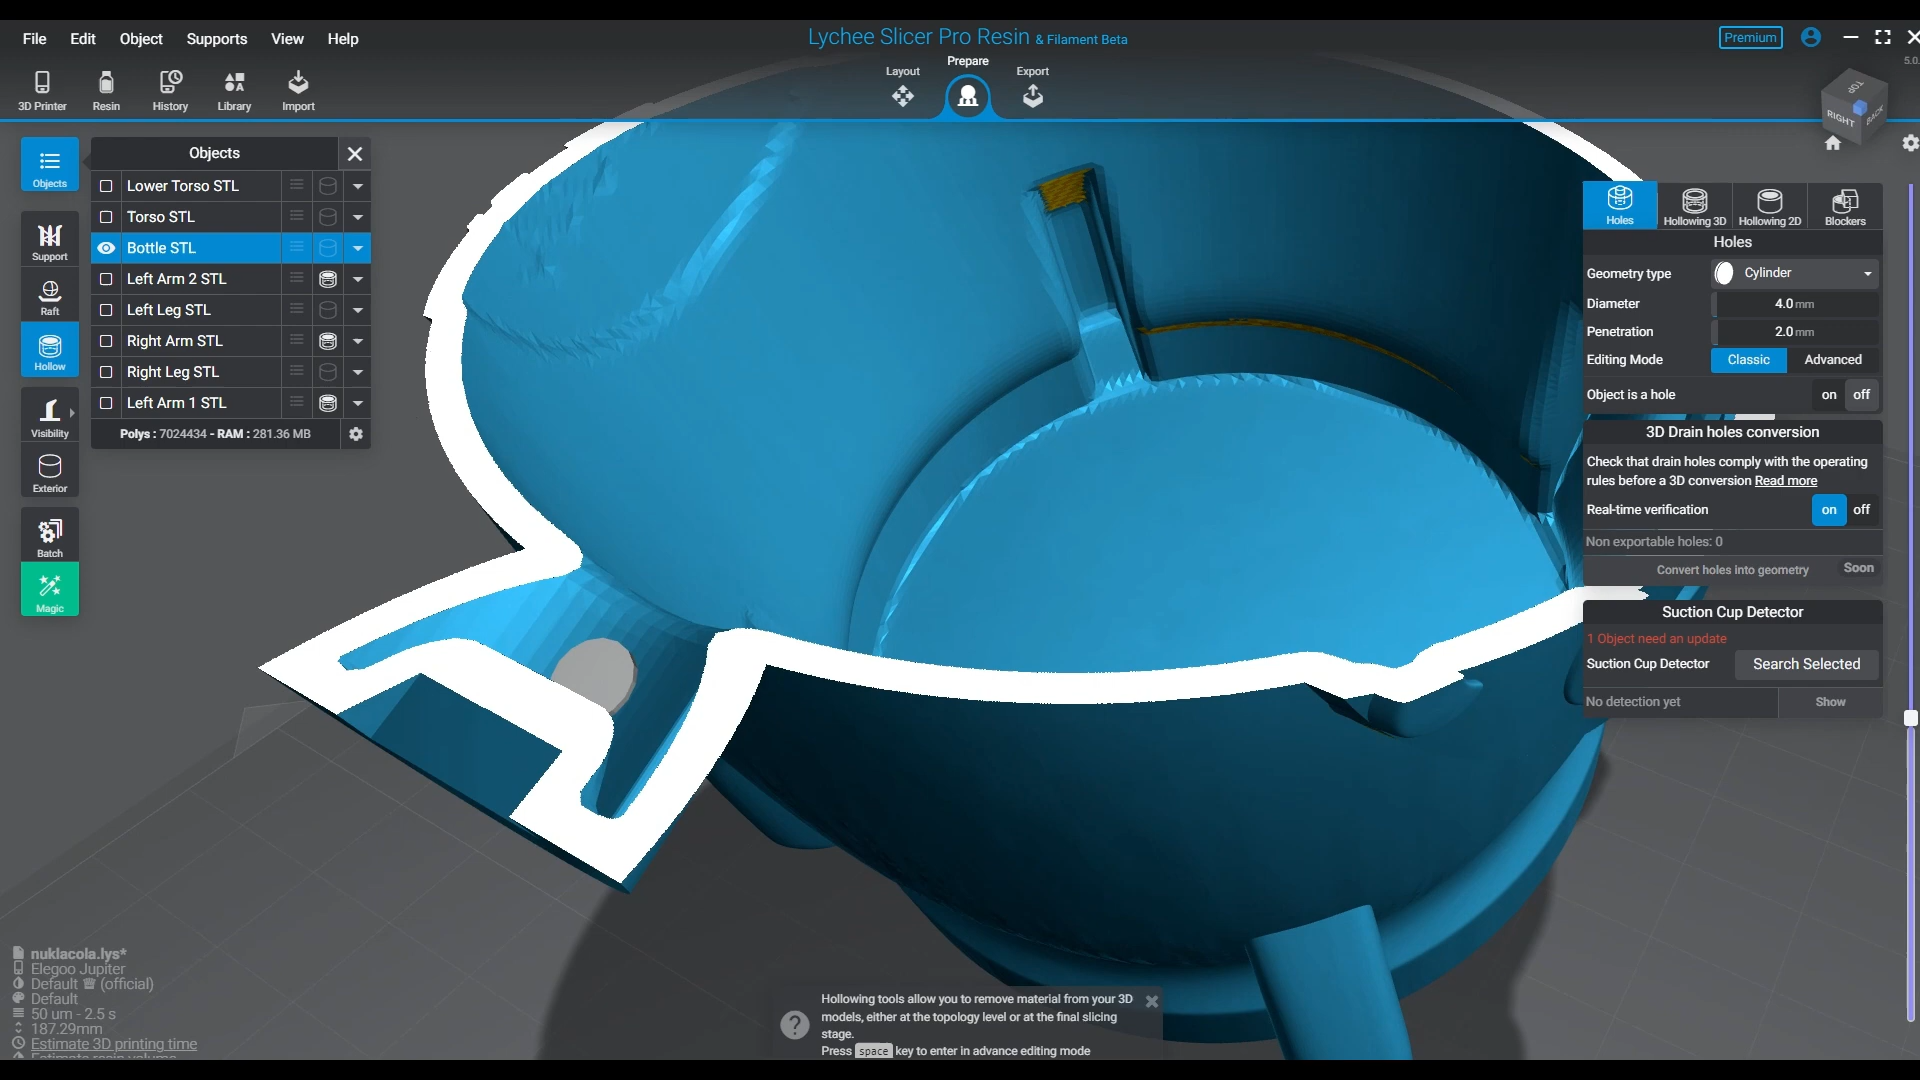 File Edit Object Supports View Help
Lychee Slicer Pro Resin & Filament Beta
Premium
5.0.
3D Printer Resin History Library Import
Layout Prepare Export
TOP
RIGHT
BACK
Objects
Support
Raft
Hollow
Visibility
Exterior
Batch
Magic
Objects
Lower Torso STL
Torso STL
Bottle STL
Left Arm 2 STL
Left Leg STL
Right Arm STL
Right Leg STL
Left Arm 1 STL
Polys : 7024434 - RAM : 281.36 MB
Holes Hollowing 3D Hollowing 2D Blockers
Holes
Geometry type Cylinder
Diameter 4.0 mm
Penetration 2.0 mm
Editing Mode Classic Advanced
Object is a hole on off
3D Drain holes conversion
Check that drain holes comply with the operating
rules before a 3D conversion Read more
Real-time verification on off
Non exportable holes: 0
Convert holes into geometry Soon
Suction Cup Detector
1 Object need an update
Suction Cup Detector Search Selected
No detection yet Show
nuklacola.lys*
Elegoo Jupiter
Default (official)
Default
50 um - 2.5 s
187.29mm
Estimate 3D printing time
Estimate resin volume
Hollowing tools allow you to remove material from your 3D
models, either at the topology level or at the final slicing
stage.
Press space key to enter in advance editing mode